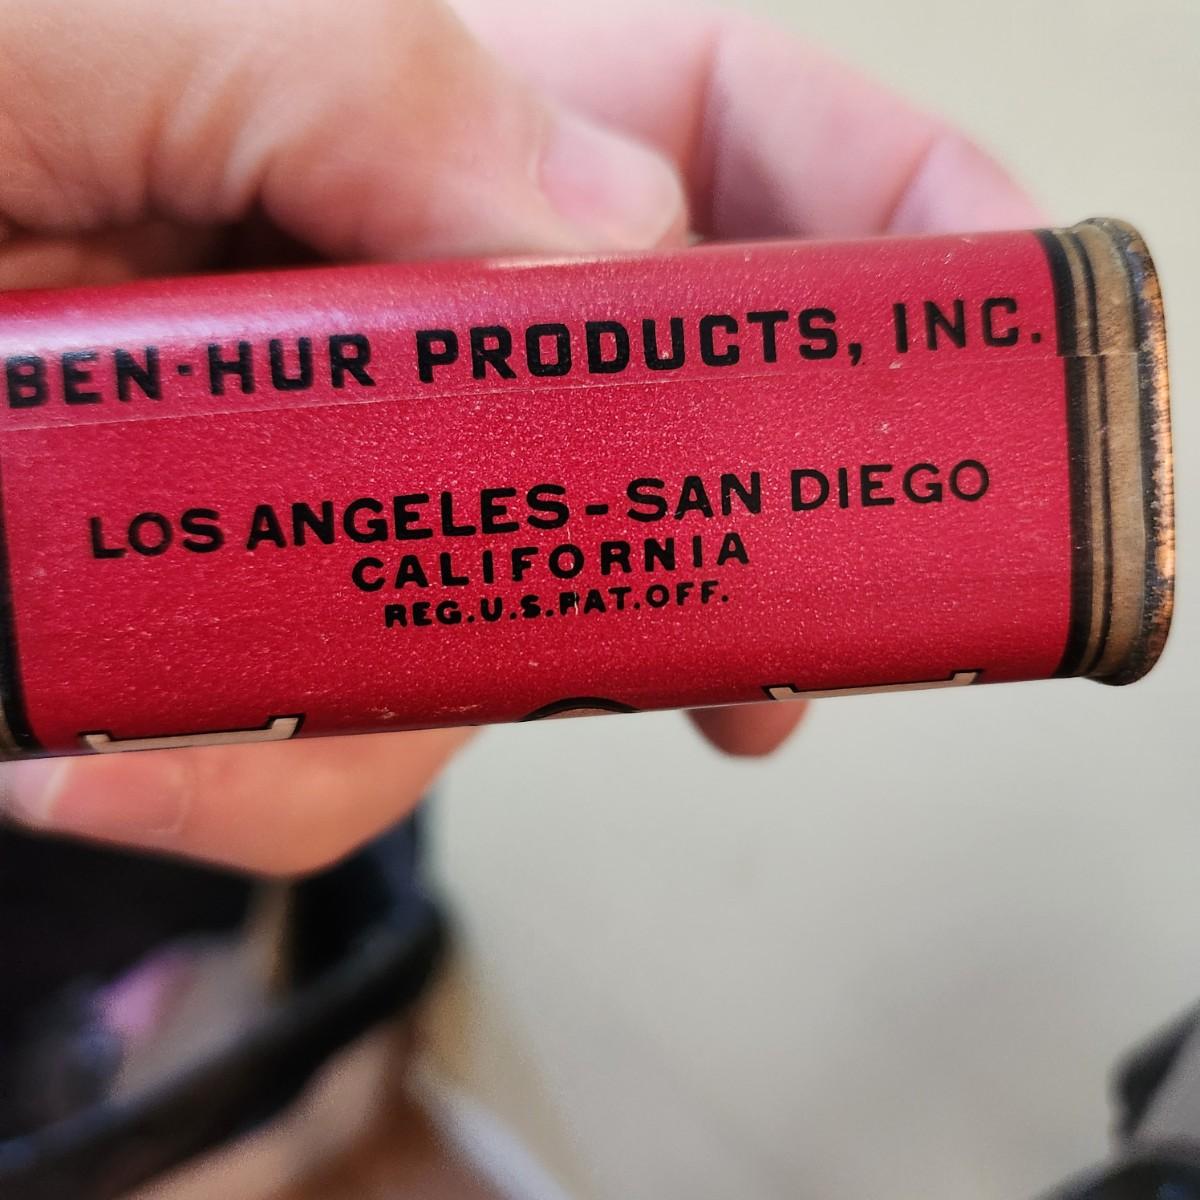 BEN-HUR PRODUCTS, INC.
LOS ANGELES-SAN DIEGO
CALIFORNIA
REG.U.S.PAT.OFF.